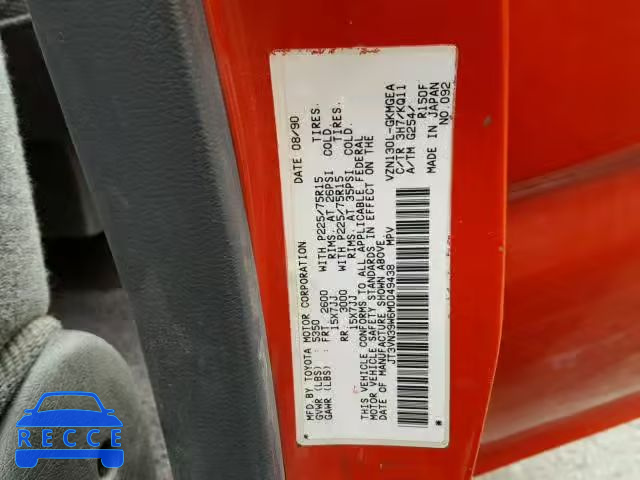 MFD.BY TOYOTA MOTOR CORPORATION DATE 08/90
GVWR (LBS) : 5350
GAWR (LBS) : FRT. 2600 WITH P225/75R15 TIRES.
15X7JJ RIMS. AT 26PSI COLD.
RR. 3000 WITH P225/75R15 TIRES.
15X7JJ RIMS. AT 35PSI COLD.
THIS VEHICLE CONFORMS TO ALL APPLICABLE FEDERAL
MOTOR VEHICLE SAFETY STANDARDS IN EFFECT ON THE
DATE OF MANUFACTURE SHOWN ABOVE.
JT3VN39W6M0049438 MPV
VZN130L-GKMGEA
C/TR 3H7/KQ11
A/TM G254/
R150F
* MADE IN JAPAN
NO.092
RECCE